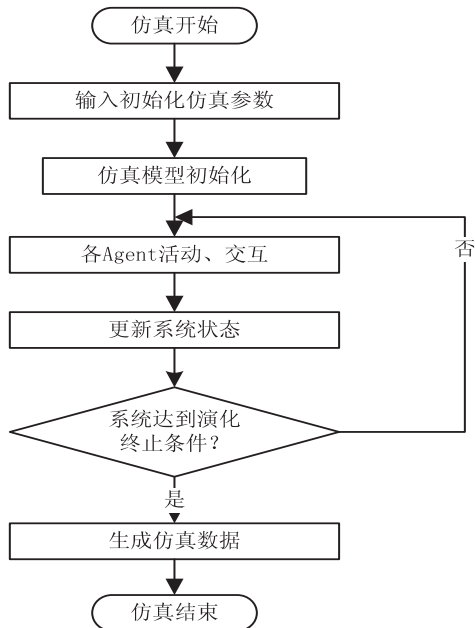 仿真开始
输入初始化仿真参数
仿真模型初始化
否
各Agent活动、交互
更新系统状态
系统达到演化
终止条件？
是
生成仿真数据
仿真结束